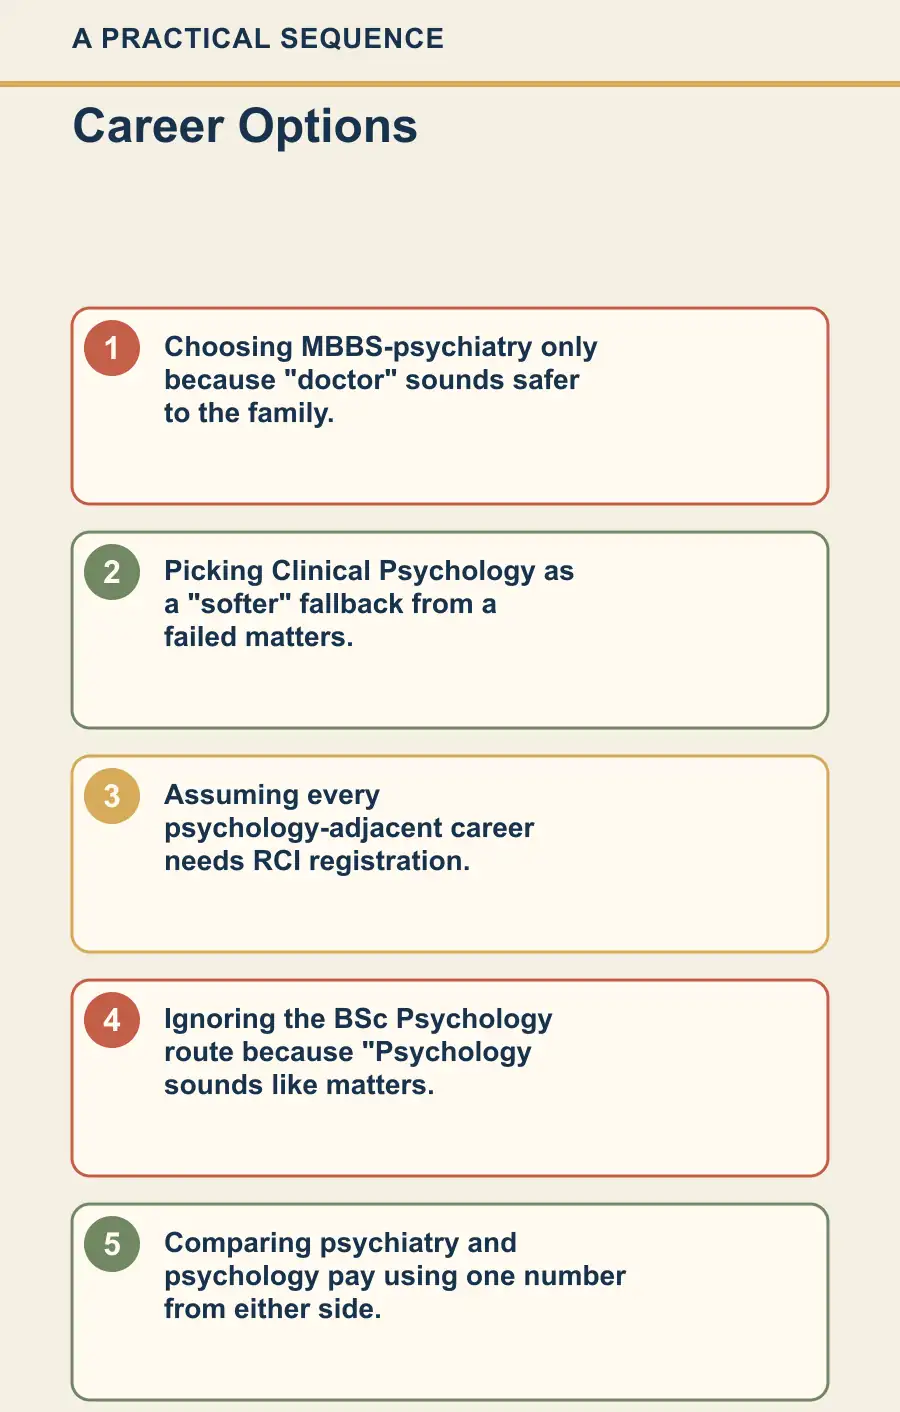 A PRACTICAL SEQUENCE
Career Options
1
Choosing MBBS-psychiatry only
because "doctor" sounds safer
to the family.
2
Picking Clinical Psychology as
a "softer" fallback from a
failed matters.
3
Assuming every
psychology-adjacent career
needs RCI registration.
4
Ignoring the BSc Psychology
route because "Psychology
sounds like matters.
5
Comparing psychiatry and
psychology pay using one number
from either side.